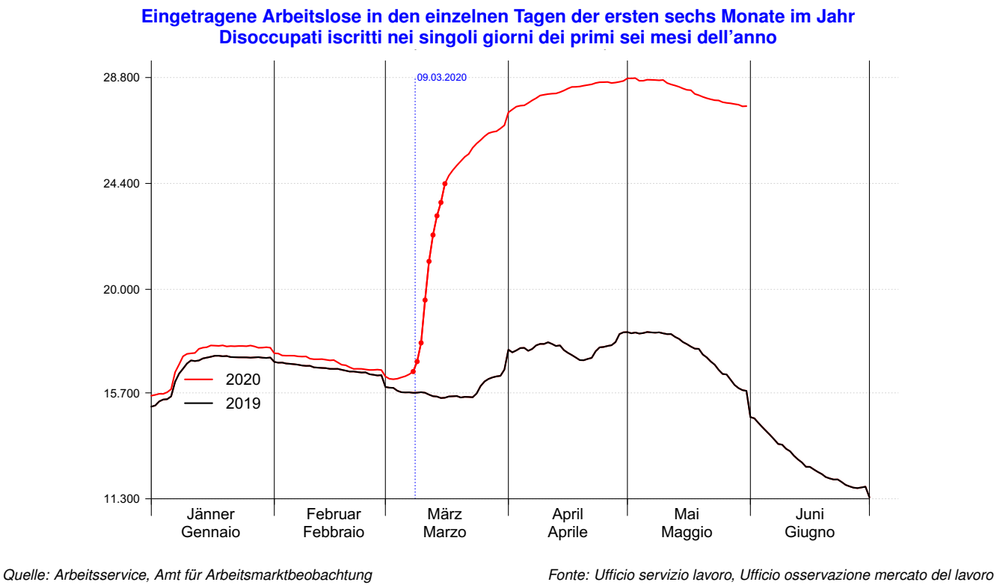 Eingetragene Arbeitslose in den einzelnen Tagen der ersten sechs Monate im Jahr
Disoccupati iscritti nei singoli giorni dei primi sei mesi dell'anno
28.800
09.03.2020
24.400
20.000
15.700
11.300
2020
2019
Jänner
Gennaio
Februar
Febbraio
März
Marzo
April
Aprile
Mai
Maggio
Juni
Giugno
Quelle: Arbeitsservice, Amt für Arbeitsmarktbeobachtung
Fonte: Ufficio servizio lavoro, Ufficio osservazione mercato del lavoro